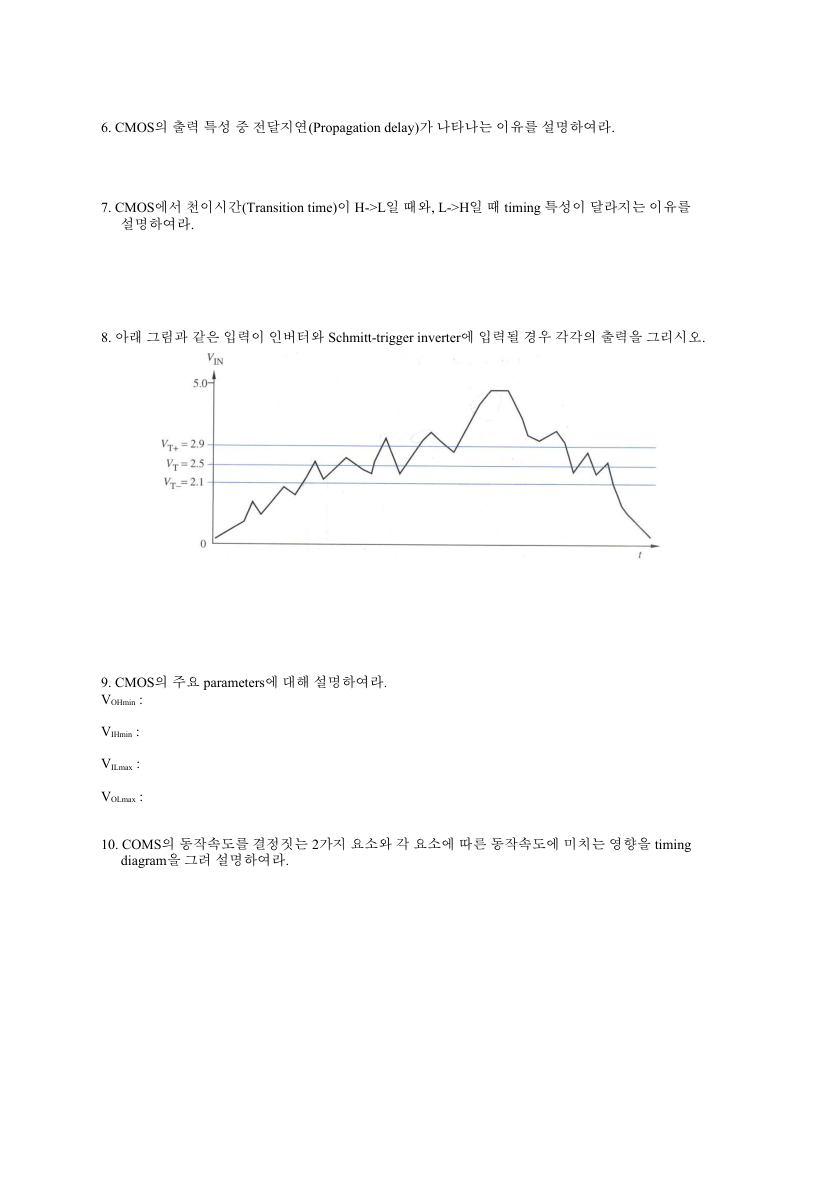 6. CMOS의 출력 특성 중 전달지연(Propagation delay)가 나타나는 이유를 설명하여라.
7. CMOS에서 천이시간(Transition time)이 H->L일 때와, L->H일 때 timing 특성이 달라지는 이유를
설명하여라.
8. 아래 그림과 같은 입력이 인버터와 Schmitt-trigger inverter에 입력될 경우 각각의 출력을 그리시오.
VIN
5.0
VT+ = 2.9
VT = 2.5
VT− = 2.1
0
t
9. CMOS의 주요 parameters에 대해 설명하여라.
VOHmin :
VIHmin :
VILmax :
VOLmax :
10. COMS의 동작속도를 결정짓는 2가지 요소와 각 요소에 따른 동작속도에 미치는 영향을 timing
diagram을 그려 설명하여라.